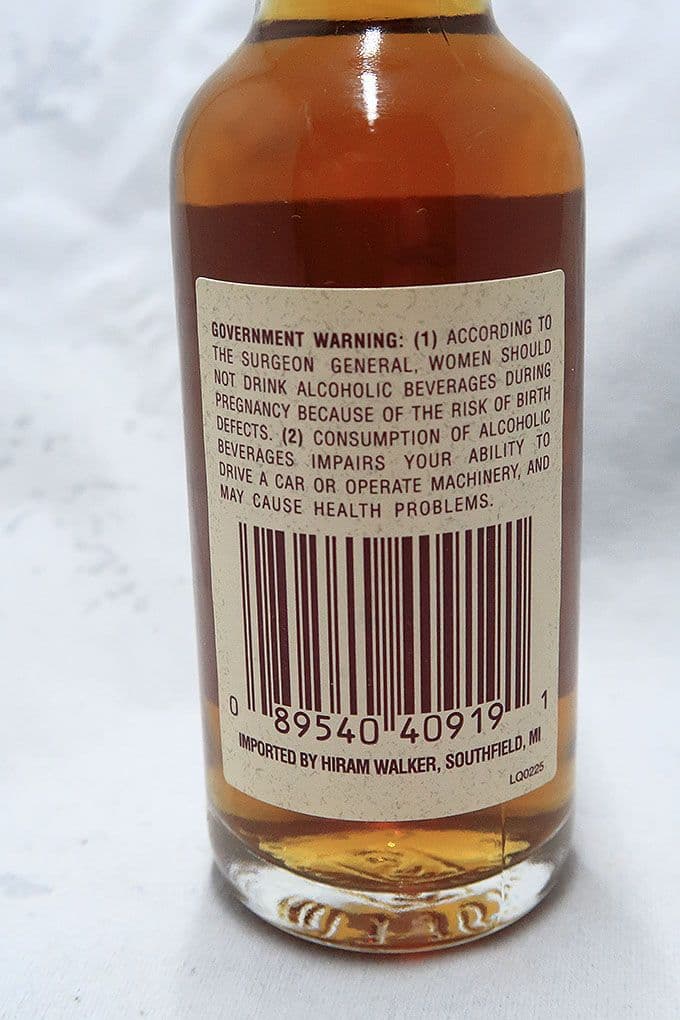 GOVERNMENT WARNING: (1) ACCORDING TO
THE SURGEON GENERAL, WOMEN SHOULD
NOT DRINK ALCOHOLIC BEVERAGES DURING
PREGNANCY BECAUSE OF THE RISK OF BIRTH
DEFECTS. (2) CONSUMPTION OF ALCOHOLIC
BEVERAGES IMPAIRS YOUR ABILITY TO
DRIVE A CAR OR OPERATE MACHINERY, AND
MAY CAUSE HEALTH PROBLEMS.
0 89540 40919 1
IMPORTED BY HIRAM WALKER, SOUTHFIELD, MI
LQ0225